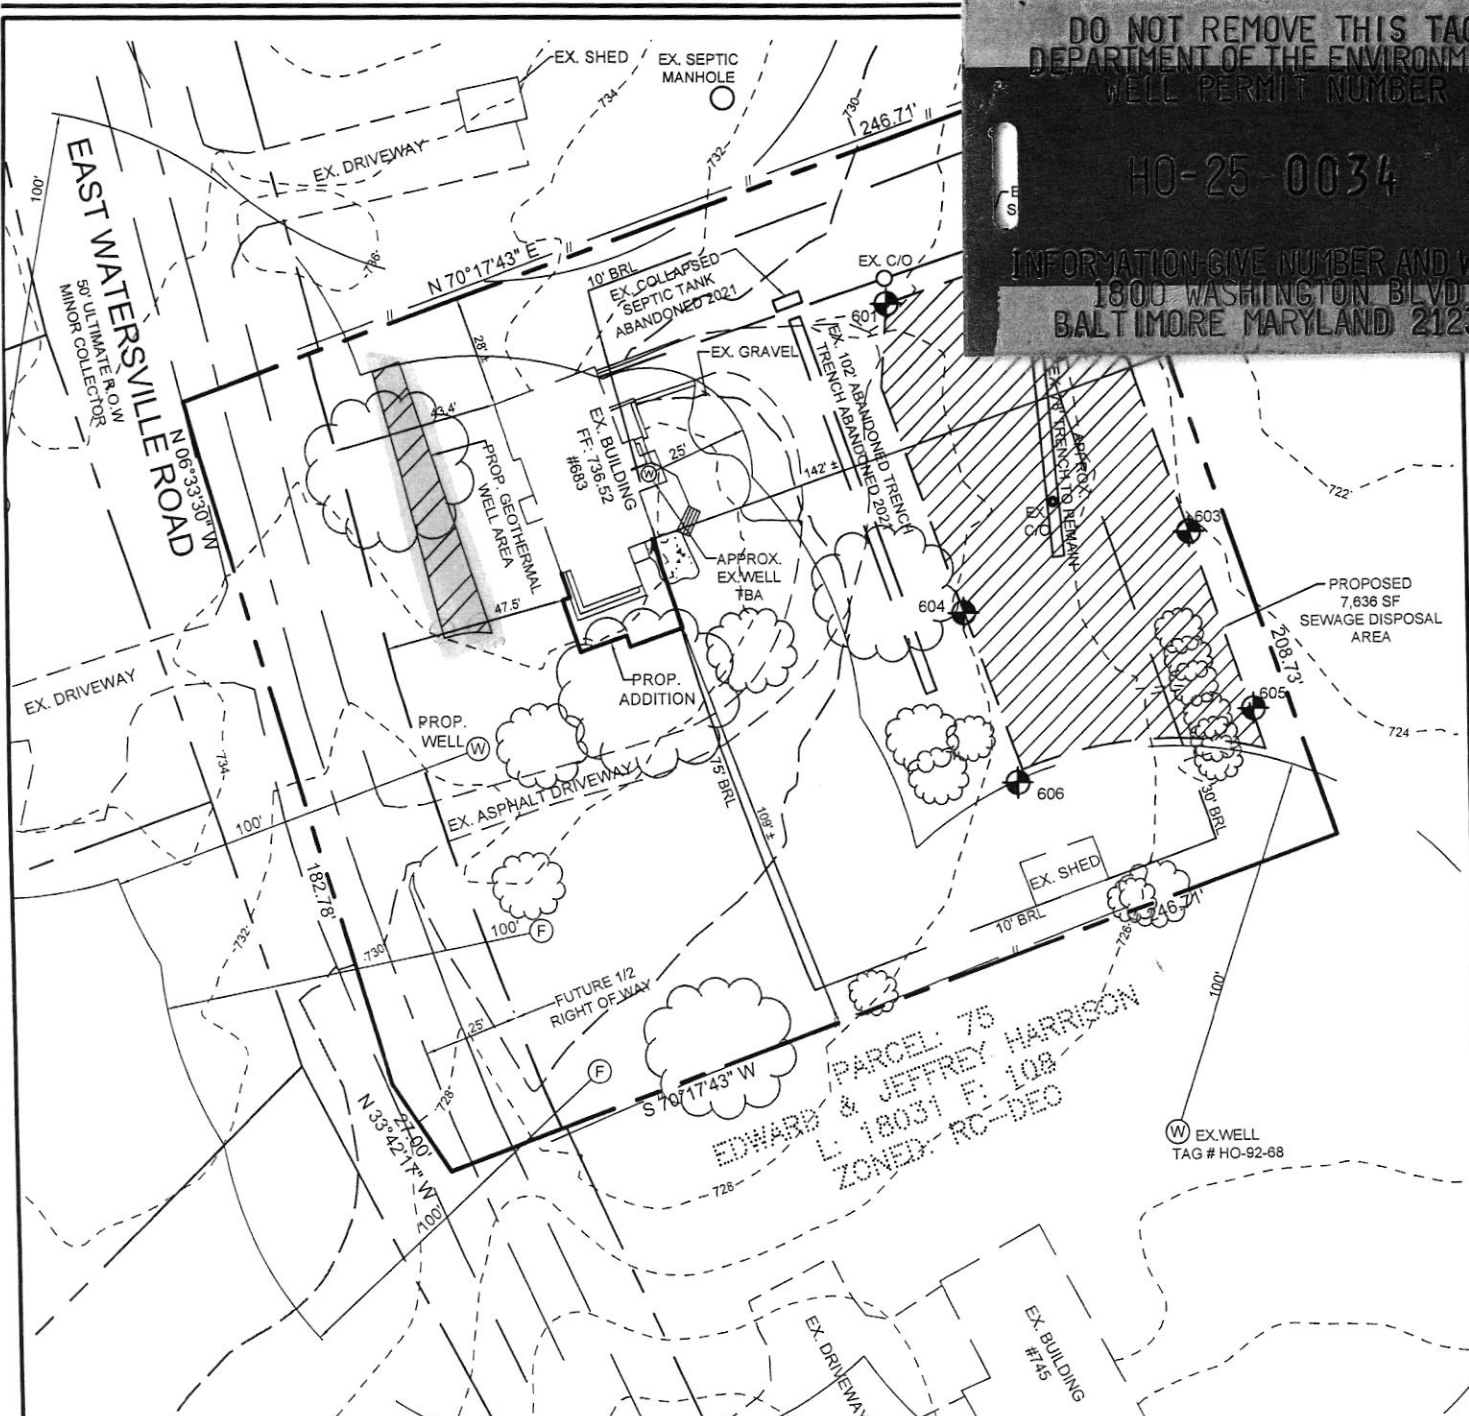 DO NOT REMOVE THIS TAG
DEPARTMENT OF THE
WELL PERMIT NUMBER
HO-25-0034
INFORMATION-GIVE NUMBER AND
1800 WASHINGTON BLVD
BALTIMORE MARYLAND
EX. SHED
EX. SEPTIC
MANHOLE
734
730
246.71'
732
EX. DRIVEWAY
100'
EAST WATERSVILLE ROAD
50' ULTIMATE R.O.W
MINOR COLLECTOR
736
N 70°17'43" E
10' BRL
EX. COLLAPSED
SEPTIC TANK
ABANDONED 2021
EX. C/O
601
28' ±
EX. GRAVEL
EX. 102' ABANDONED TRENCH
TRENCH ABANDONED 2021
43.4'
N 06°33'30" W
EX. BUILDING
FF: 736.52
#683
W
25'
142' ±
PROP. GEOTHERMAL
WELL AREA
APPROX.
TRENCH TO REMAIN
EX.
C/O
722
603
APPROX.
EX.WELL
TBA
47.5'
604
PROPOSED
7,636 SF
SEWAGE DISPOSAL
AREA
208.73'
605
EX. DRIVEWAY
PROP.
ADDITION
PROP.
WELL
W
734
724
75' BRL
606
30' BRL
EX. ASPHALT DRIVEWAY
100'
109' ±
182.78'
EX. SHED
10' BRL
246.71'
732
730
100'
F
726
FUTURE 1/2
RIGHT OF WAY
25'
100'
F
728
S 70°17'43" W
27.00'
N 33°42'17" W
100'
PARCEL: 75
EDWARD & JEFFREY HARRISON
L: 18031 F: 108
ZONED: RC-DEO
728
W EX.WELL
TAG # HO-92-68
EX. DRIVEWAY
EX. BUILDING
#745